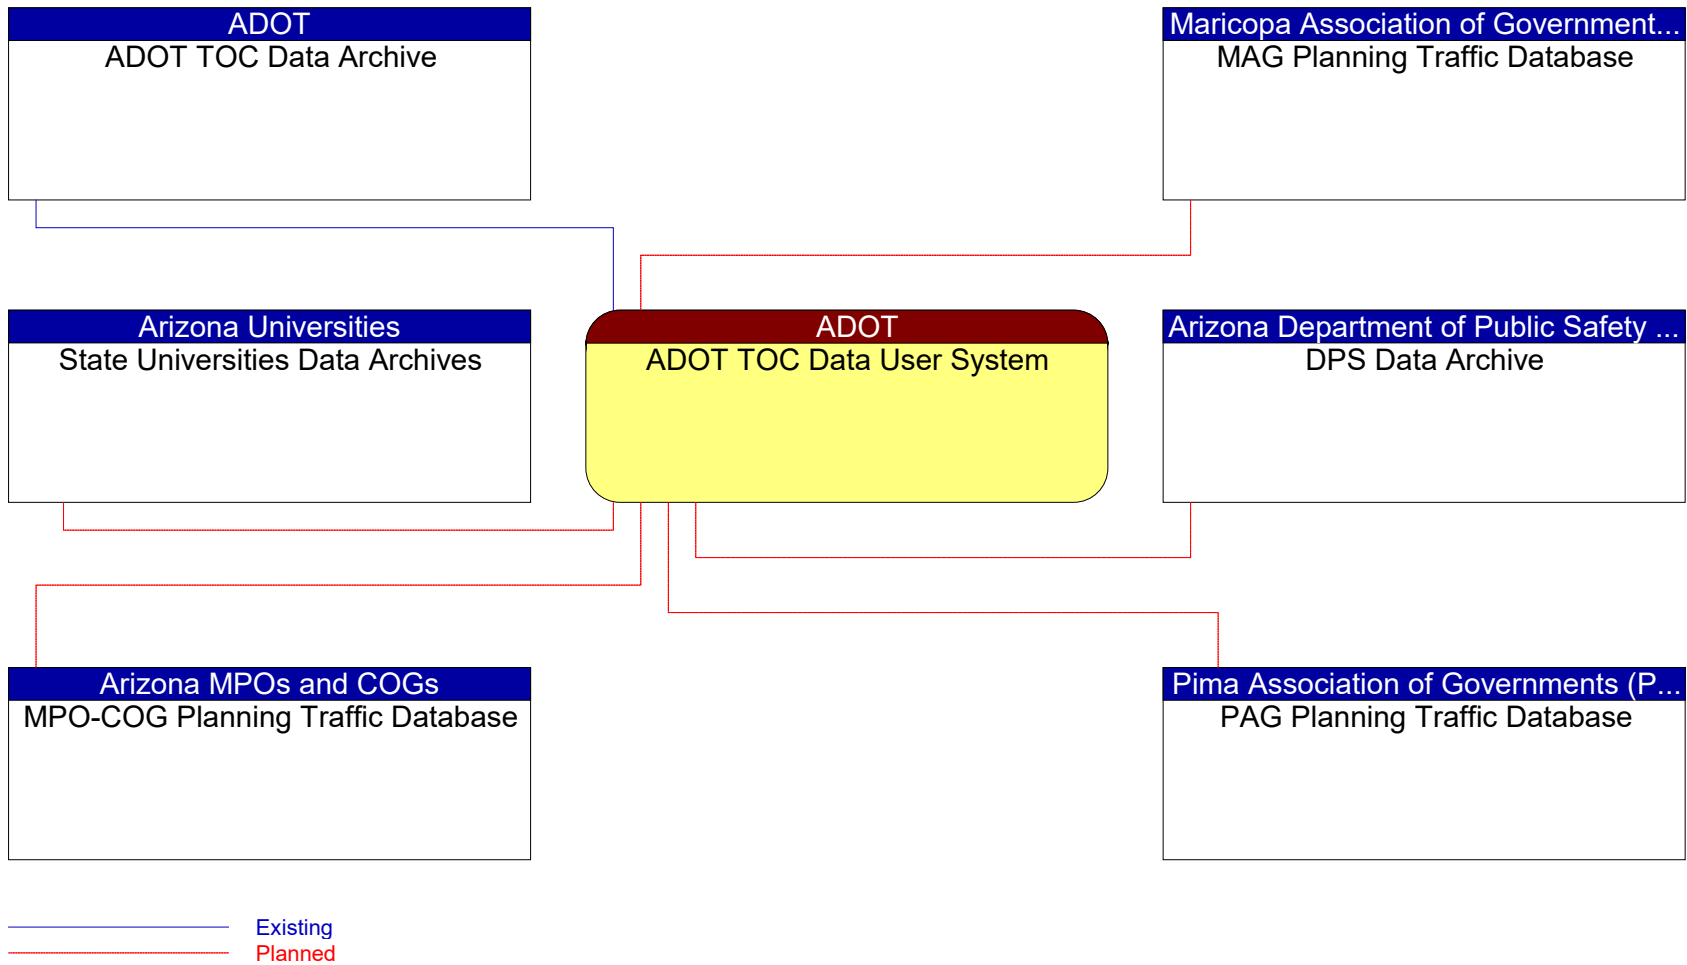 ADOT
ADOT TOC Data Archive
Maricopa Association of Government...
MAG Planning Traffic Database
Arizona Universities
State Universities Data Archives
ADOT
ADOT TOC Data User System
Arizona Department of Public Safety ...
DPS Data Archive
Arizona MPOs and COGs
MPO-COG Planning Traffic Database
Pima Association of Governments (P...
PAG Planning Traffic Database
Existing
Planned